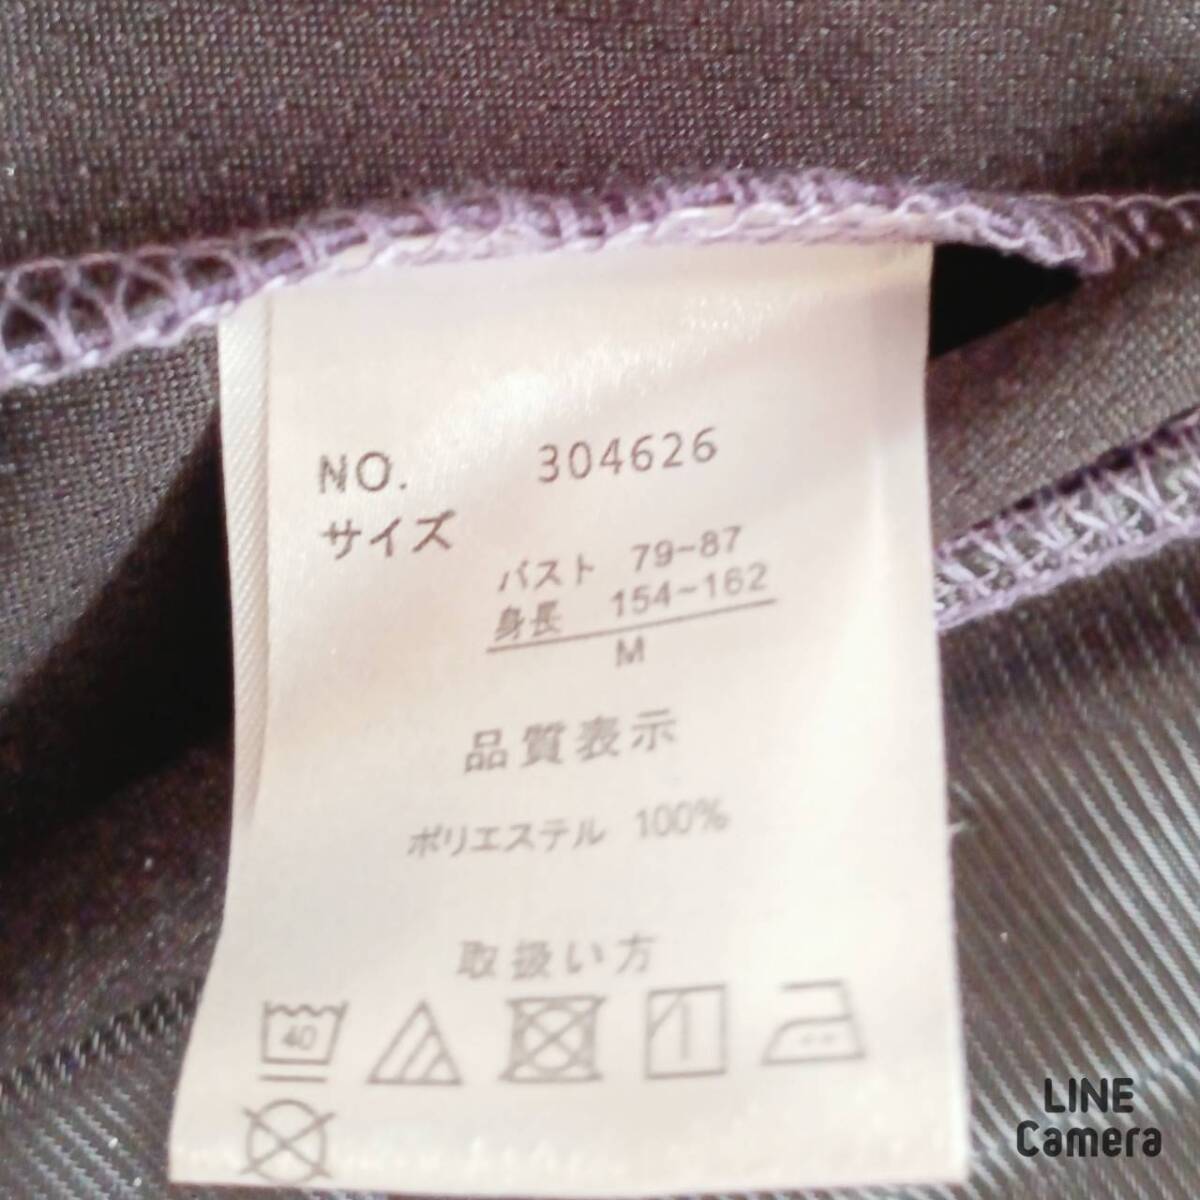 NO. 304626
サイズ
バスト 79-87
身長 154~162
M
品質表示
ポリエステル 100%
取扱い方
40
LINE
Camera